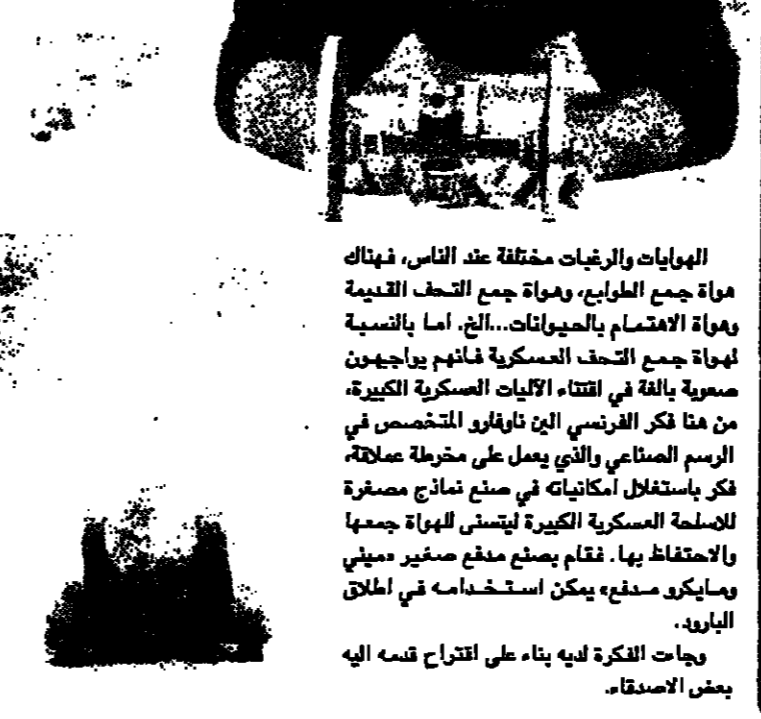 الهوايات والرغبات مختلفة عند الناس، فهناك
هواة جمع الطوابع، وهواة جمع التحف القديمة
وهواة الاهتمام بالحيوانات...الخ. اما بالنسبة
لهواة جمع التحف العسكرية فانهم يواجهون
صعوبة بالغة في اقتناء الآليات العسكرية الكبيرة،
من هنا فكر الفرنسي الين نافارو المتخصص في
الرسم الصناعي والذي يعمل على مخرطة عملاقة،
فكر باستغلال امكانياته في صنع نماذج مصغرة
للاسلحة العسكرية الكبيرة ليتسنى للهواة جمعها
والاحتفاظ بها. فقام بصنع مدفع صغير «ميني
ومايكرو مدفع» يمكن استخدامه في اطلاق
البارود.
وجاءت الفكرة لديه بناء على اقتراح قدمه اليه
بعض الاصدقاء.